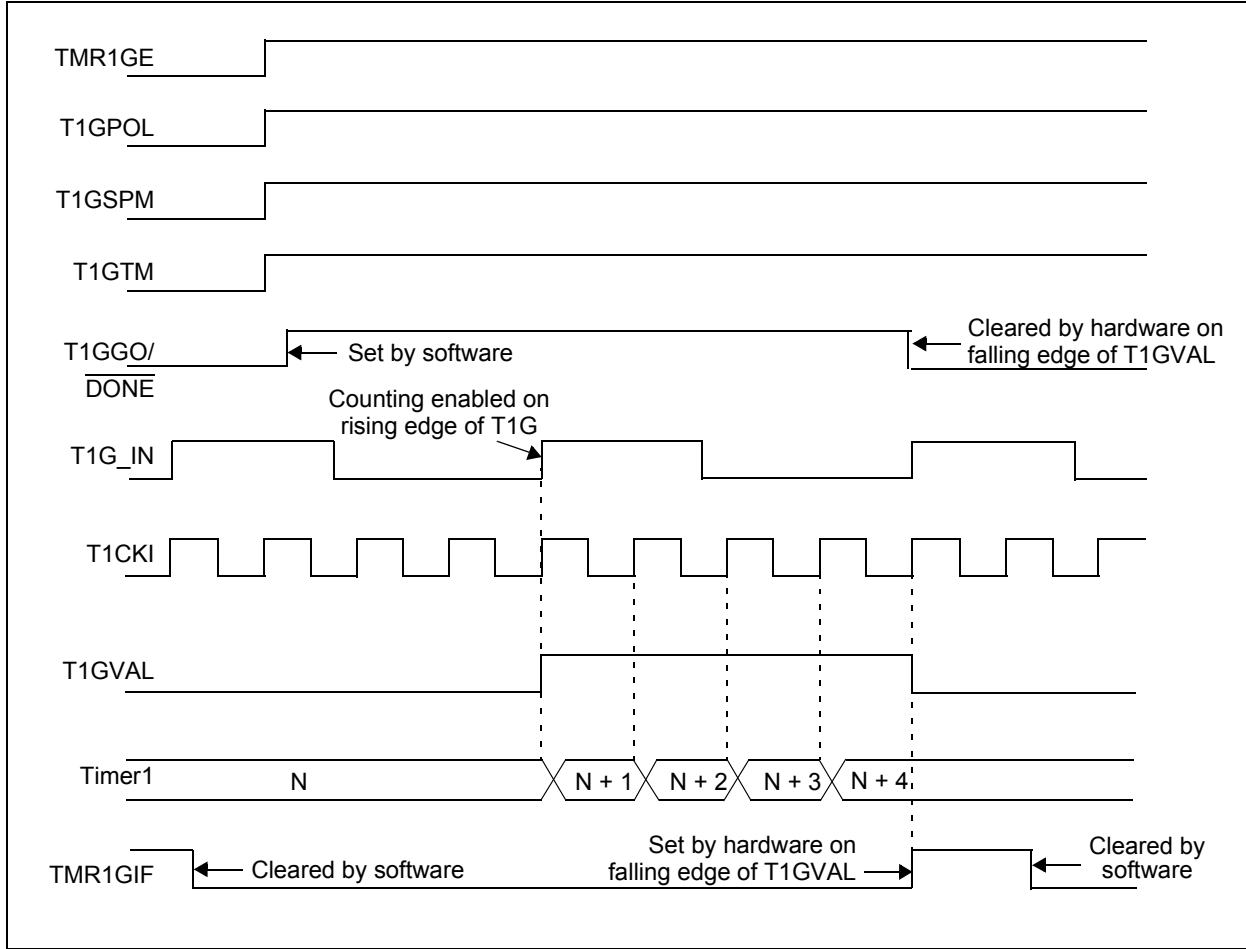 TMR1GE
T1GPOL
T1GSPM
T1GTM
T1GGO/
DONE
Set by software
Cleared by hardware on
falling edge of T1GVAL
Counting enabled on
rising edge of T1G
T1G_IN
T1CKI
T1GVAL
Timer1
N
N + 1
N + 2
N + 3
N + 4
TMR1GIF
Cleared by software
Set by hardware on
falling edge of T1GVAL
Cleared by
software